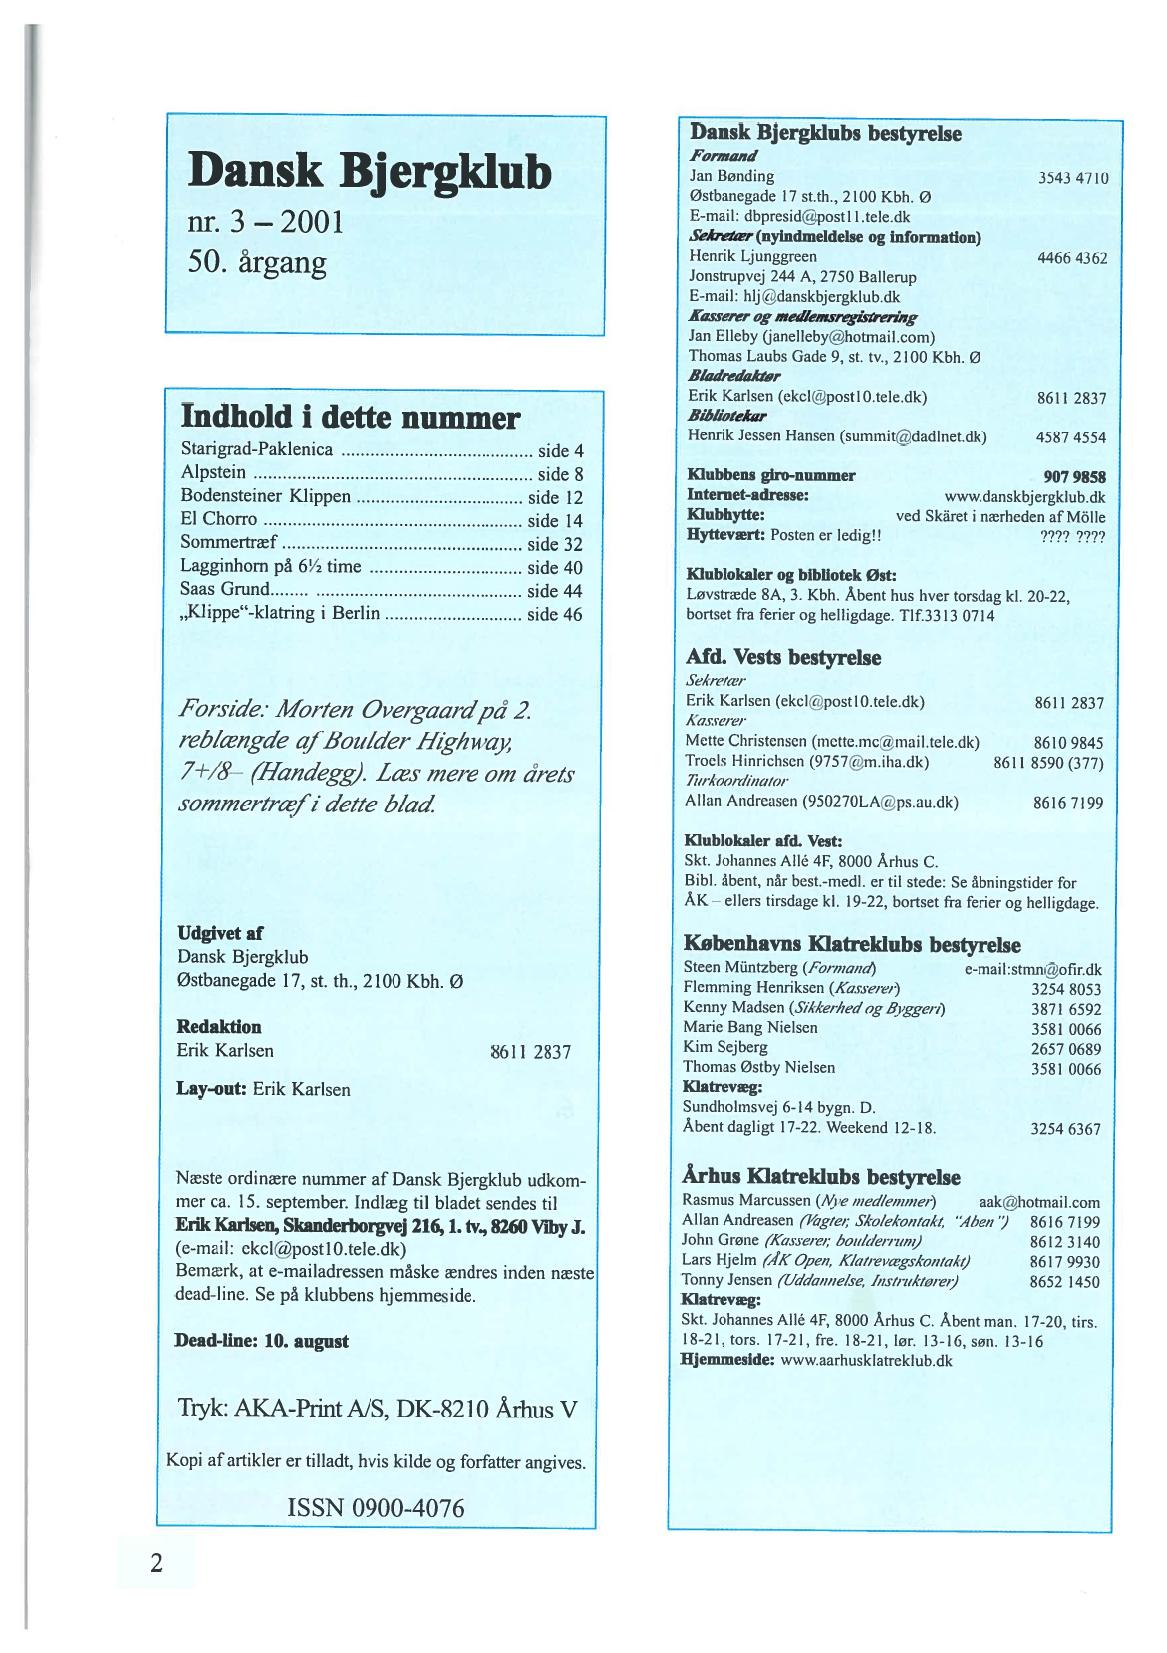 Dansk Bjergklub
nr. 3 – 2001
50. årgang
Indhold i dette nummer
Starigrad-Paklenica ........................................ side 4
Alpstein .......................................................... side 8
Bodensteiner Klippen .................................. side 12
El Chorro ..................................................... side 14
Sommertræf ................................................. side 32
Lagginhorn på 6½ time ............................... side 40
Saas Grund........ .......................................... side 44
„Klippe“-klatring i Berlin ............................ side 46
Forside: Morten Overgaard på 2.
reblængde af Boulder Highway,
7+/8– (Handegg). Læs mere om årets
sommertræf i dette blad.
Udgivet af
Dansk Bjergklub
Østbanegade 17, st. th., 2100 Kbh. Ø
Redaktion
Erik Karlsen 8611 2837
Lay-out: Erik Karlsen
Næste ordinære nummer af Dansk Bjergklub udkom-
mer ca. 15. september. Indlæg til bladet sendes til
Erik Karlsen, Skanderborgvej 216, 1. tv., 8260 Viby J.
(e-mail: ekcl@post10.tele.dk)
Bemærk, at e-mailadressen måske ændres inden næste
dead-line. Se på klubbens hjemmeside.
Dead-line: 10. august
Tryk: AKA-Print A/S, DK-8210 Århus V
Kopi af artikler er tilladt, hvis kilde og forfatter angives.
ISSN 0900-4076
2
Dansk Bjergklubs bestyrelse
Formand
Jan Bønding 3543 4710
Østbanegade 17 st.th., 2100 Kbh. Ø
E-mail: dbpresid@post11.tele.dk
Sekretær (nyindmeldelse og information)
Henrik Ljunggreen 4466 4362
Jonstrupvej 244 A, 2750 Ballerup
E-mail: hlj@danskbjergklub.dk
Kasserer og medlemsregistrering
Jan Elleby (janelleby@hotmail.com)
Thomas Laubs Gade 9, st. tv., 2100 Kbh. Ø
Bladredaktør
Erik Karlsen (ekcl@post10.tele.dk) 8611 2837
Bibliotekar
Henrik Jessen Hansen (summit@dadlnet.dk) 4587 4554
Klubbens giro-nummer 907 9858
Internet-adresse: www.danskbjergklub.dk
Klubhytte: ved Skäret i nærheden af Mölle
Hyttevært: Posten er ledig!! ???? ????
Klublokaler og bibliotek Øst:
Løvstræde 8A, 3. Kbh. Åbent hus hver torsdag kl. 20-22,
bortset fra ferier og helligdage. Tlf.3313 0714
Afd. Vests bestyrelse
Sekretær
Erik Karlsen (ekcl@post10.tele.dk) 8611 2837
Kasserer
Mette Christensen (mette.mc@mail.tele.dk) 8610 9845
Troels Hinrichsen (9757@m.iha.dk) 8611 8590 (377)
Turkoordinator
Allan Andreasen (950270LA@ps.au.dk) 8616 7199
Klublokaler afd. Vest:
Skt. Johannes Allé 4F, 8000 Århus C.
Bibl. åbent, når best.-medl. er til stede: Se åbningstider for
ÅK – ellers tirsdage kl. 19-22, bortset fra ferier og helligdage.
Københavns Klatreklubs bestyrelse
Steen Müntzberg (Formand) e-mail:stmn@ofir.dk
Flemming Henriksen (Kasserer) 3254 8053
Kenny Madsen (Sikkerhed og Byggeri) 3871 6592
Marie Bang Nielsen 3581 0066
Kim Sejberg 2657 0689
Thomas Østby Nielsen 3581 0066
Klatrevæg:
Sundholmsvej 6-14 bygn. D.
Åbent dagligt 17-22. Weekend 12-18. 3254 6367
Århus Klatreklubs bestyrelse
Rasmus Marcussen (Nye medlemmer) aak@hotmail.com
Allan Andreasen (Vagter, Skolekontakt, "Aben") 8616 7199
John Grøne (Kasserer, boulderrum) 8612 3140
Lars Hjelm (ÅK Open, Klatrevægskontakt) 8617 9930
Tonny Jensen (Uddannelse, Instruktører) 8652 1450
Klatrevæg:
Skt. Johannes Allé 4F, 8000 Århus C. Åbent man. 17-20, tirs.
18-21, tors. 17-21, fre. 18-21, lør. 13-16, søn. 13-16
Hjemmeside: www.aarhusklatreklub.dk